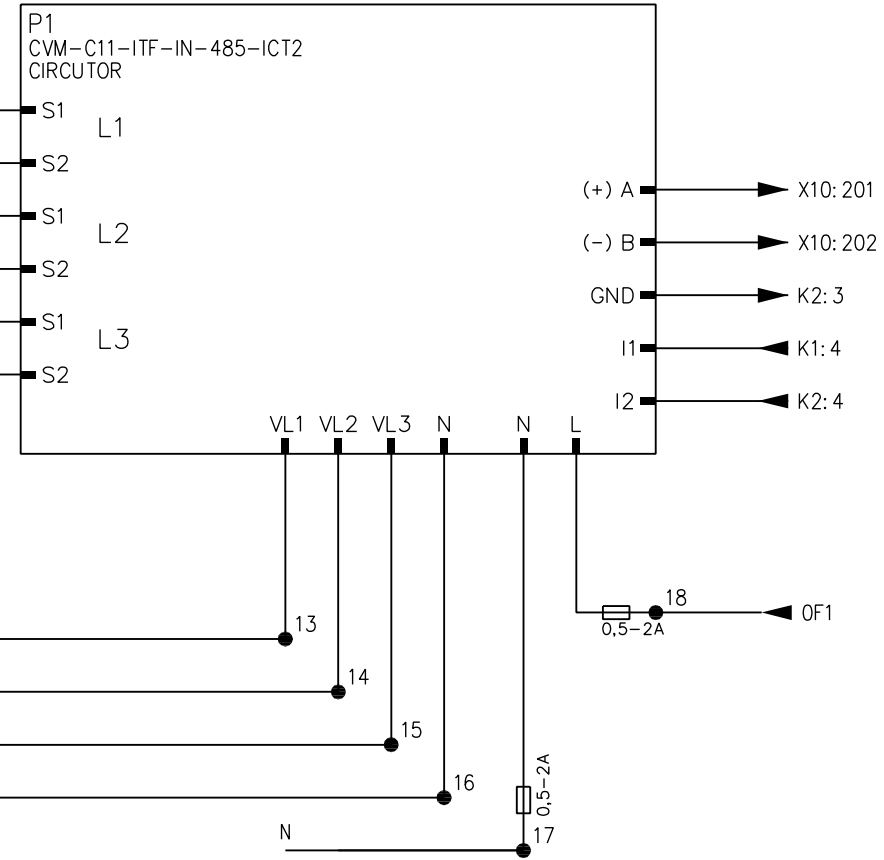 P1
CVM-C11-ITF-IN-485-ICT2
CIRCUTOR
S1
L1
S2
S1
L2
S2
S1
L3
S2
(+) A
X10:201
(-) B
X10:202
GND
K2:3
I1
K1:4
I2
K2:4
VL1 VL2 VL3 N N L
18
0F1
0,5-2A
13
14
15
16
0,5-2A
17
N